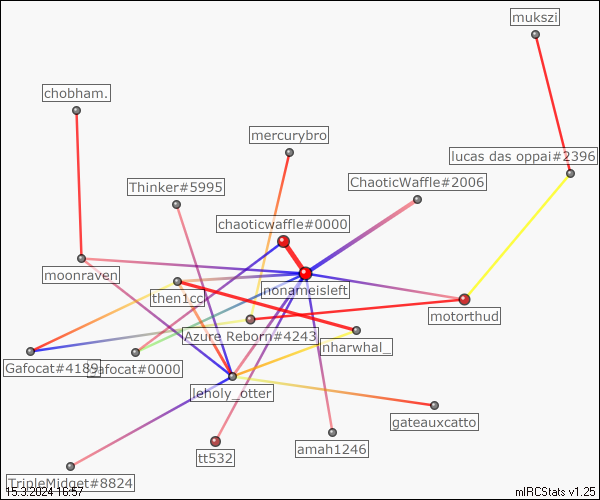 mukszi
chobham.
mercurybro
lucas das oppai#2396
Thinker#5995
ChaoticWaffle#2006
chaoticwaffle#0000
moonraven
nonameisleft
then1cc
motorthud
Azure Reborn#4243
nharwhal_
Gafocat#4189
afocat#0000
leholy_otter
gateauxcatto
amah1246
tt532
TripleMidget#8824
15.3.2024 16:57
mIRCStats v1.25